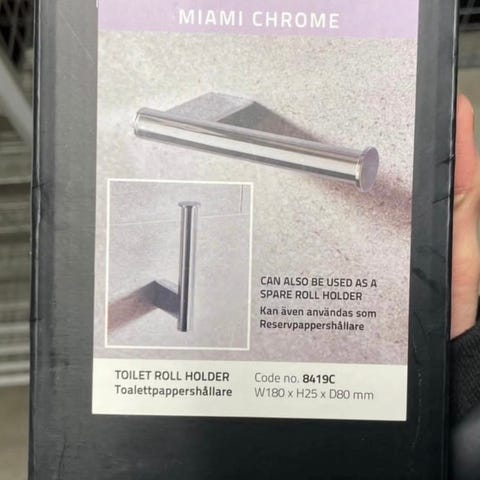 MIAMI CHROME
CAN ALSO BE USED AS A
SPARE ROLL HOLDER
Kan även användas som
Reservpappershållare
TOILET ROLL HOLDER
Toalettpappershållare
Code no. 8419C
W180 x H25 x D80 mm